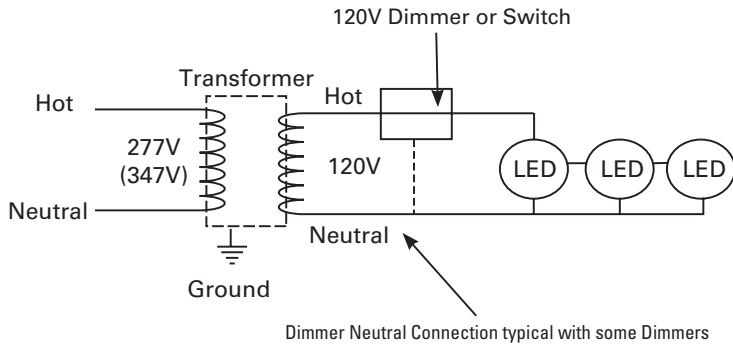 120V Dimmer or Switch
Transformer
Hot
Hot
277V
(347V)
120V
LED
LED
LED
Neutral
Neutral
Ground
Dimmer Neutral Connection typical with some Dimmers